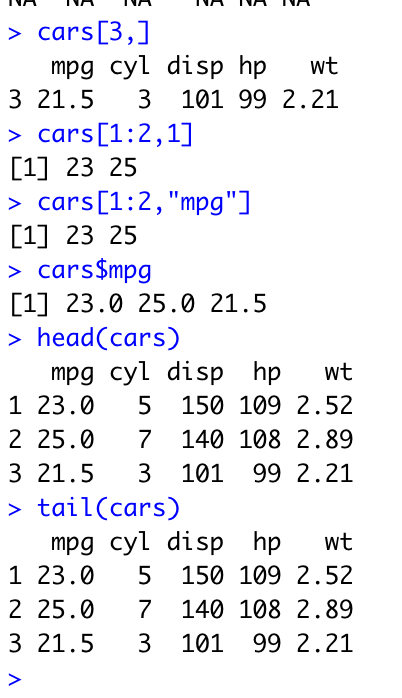 NA  NA  NA    NA NA NA
> cars[3,]
   mpg cyl disp hp   wt
3 21.5   3  101 99 2.21
> cars[1:2,1]
[1] 23 25
> cars[1:2,"mpg"]
[1] 23 25
> cars$mpg
[1] 23.0 25.0 21.5
> head(cars)
   mpg cyl disp  hp   wt
1 23.0   5  150 109 2.52
2 25.0   7  140 108 2.89
3 21.5   3  101  99 2.21
> tail(cars)
   mpg cyl disp  hp   wt
1 23.0   5  150 109 2.52
2 25.0   7  140 108 2.89
3 21.5   3  101  99 2.21
>